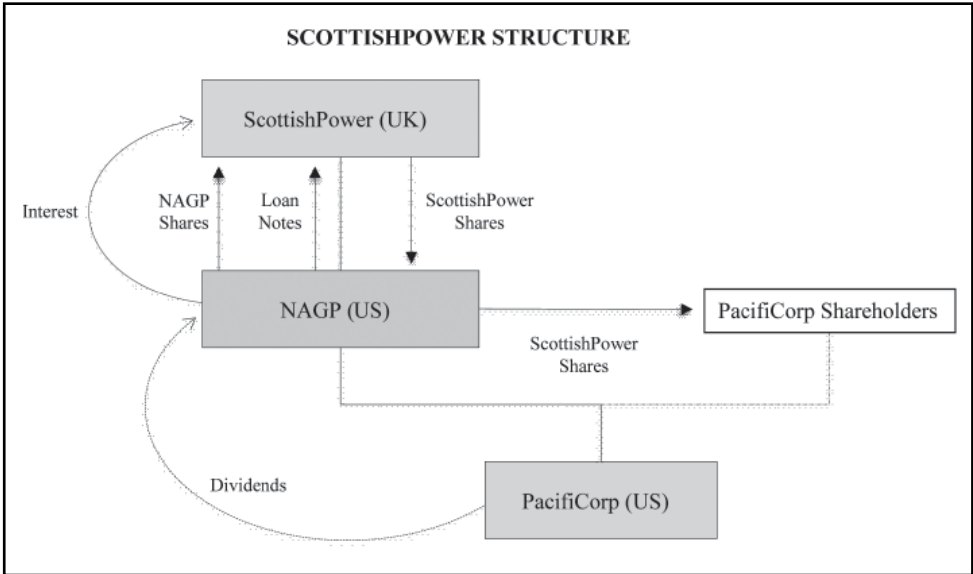 SCOTTISHPOWER STRUCTURE
ScottishPower (UK)
Interest
NAGP
Shares
Loan
Notes
ScottishPower
Shares
NAGP (US)
PacifiCorp Shareholders
ScottishPower
Shares
Dividends
PacifiCorp (US)